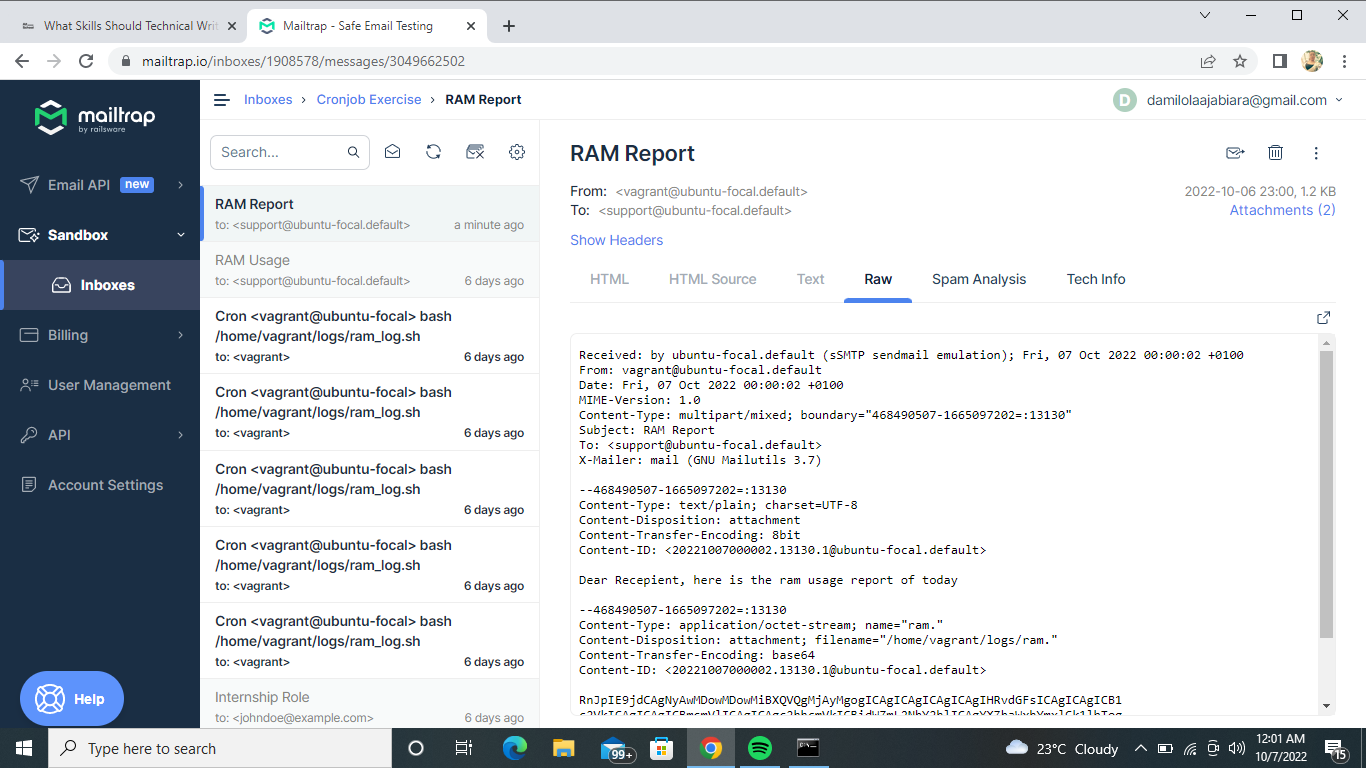 What Skills Should Technical Writ
Mailtrap - Safe Email Testing
mailtrap.io/inboxes/1908578/messages/3049662502
mailtrap
by railsware
Inboxes › Cronjob Exercise › RAM Report
D damilolaajabiara@gmail.com
Email API new
Sandbox
Inboxes
Billing
User Management
API
Account Settings
Help
Search...
RAM Report
to: <support@ubuntu-focal.default> a minute ago
RAM Usage
to: <support@ubuntu-focal.default> 6 days ago
Cron <vagrant@ubuntu-focal> bash
/home/vagrant/logs/ram_log.sh
to: <vagrant> 6 days ago
Cron <vagrant@ubuntu-focal> bash
/home/vagrant/logs/ram_log.sh
to: <vagrant> 6 days ago
Cron <vagrant@ubuntu-focal> bash
/home/vagrant/logs/ram_log.sh
to: <vagrant> 6 days ago
Cron <vagrant@ubuntu-focal> bash
/home/vagrant/logs/ram_log.sh
to: <vagrant> 6 days ago
Cron <vagrant@ubuntu-focal> bash
/home/vagrant/logs/ram_log.sh
to: <vagrant> 6 days ago
Internship Role
to: <johndoe@example.com> 6 days ago
RAM Report
From: <vagrant@ubuntu-focal.default> 2022-10-06 23:00, 1.2 KB
To: <support@ubuntu-focal.default> Attachments (2)
Show Headers
HTML HTML Source Text Raw Spam Analysis Tech Info
Received: by ubuntu-focal.default (sSMTP sendmail emulation); Fri, 07 Oct 2022 00:00:02 +0100
From: vagrant@ubuntu-focal.default
Date: Fri, 07 Oct 2022 00:00:02 +0100
MIME-Version: 1.0
Content-Type: multipart/mixed; boundary="468490507-1665097202=:13130"
Subject: RAM Report
To: <support@ubuntu-focal.default>
X-Mailer: mail (GNU Mailutils 3.7)
--468490507-1665097202=:13130
Content-Type: text/plain; charset=UTF-8
Content-Disposition: attachment
Content-Transfer-Encoding: 8bit
Content-ID: <20221007000002.13130.1@ubuntu-focal.default>
Dear Recepient, here is the ram usage report of today
--468490507-1665097202=:13130
Content-Type: application/octet-stream; name="ram."
Content-Disposition: attachment; filename="/home/vagrant/logs/ram."
Content-Transfer-Encoding: base64
Content-ID: <20221007000002.13130.1@ubuntu-focal.default>
RnJpIE9jdCAgNyAwMDowMDowMiBXQVQgMjAyMgogICAgICAgICAgICAgIHRvdGFsICAgICAgICB1
Type here to search
99+
23°C Cloudy
12:01 AM
10/7/2022
15